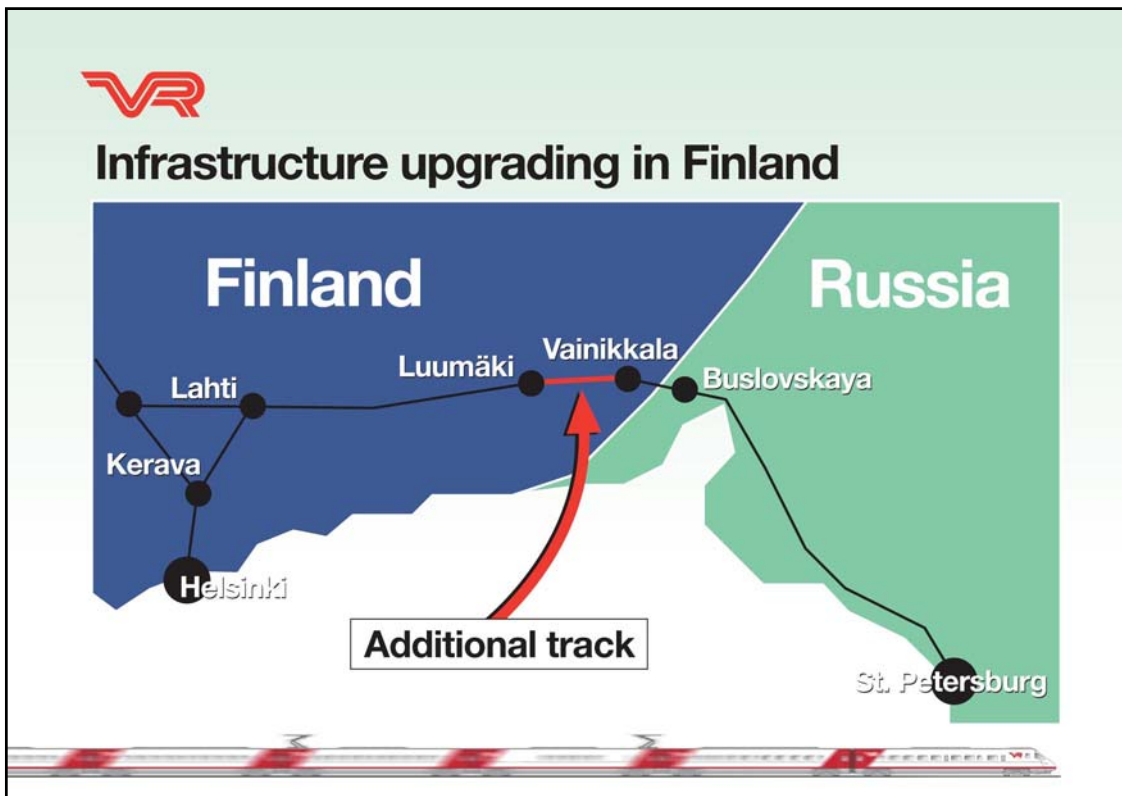 VR
Infrastructure upgrading in Finland
Finland
Russia
Vainikkala
Luumäki
Buslovskaya
Lahti
Kerava
Helsinki
Additional track
St. Petersburg